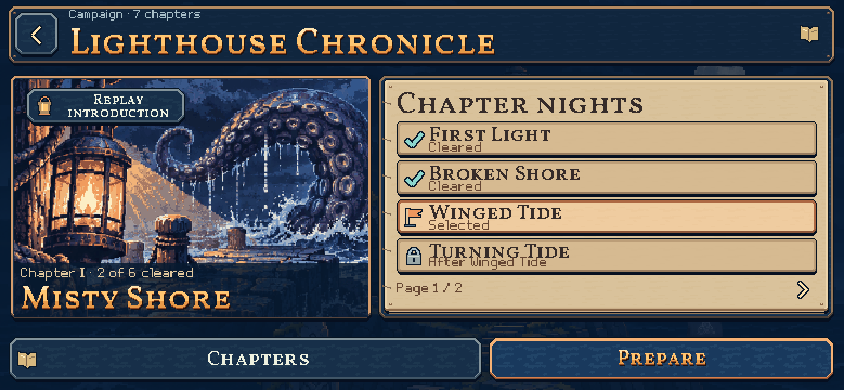 Campaign · 7 chapters
Lighthouse Chronicle
Replay
introduction
Chapter I · 2 of 6 cleared
Misty Shore
Chapter nights
First Light
Cleared
Broken Shore
Cleared
Winged Tide
Selected
Turning Tide
After Winged Tide
Page 1 / 2
Chapters
Prepare